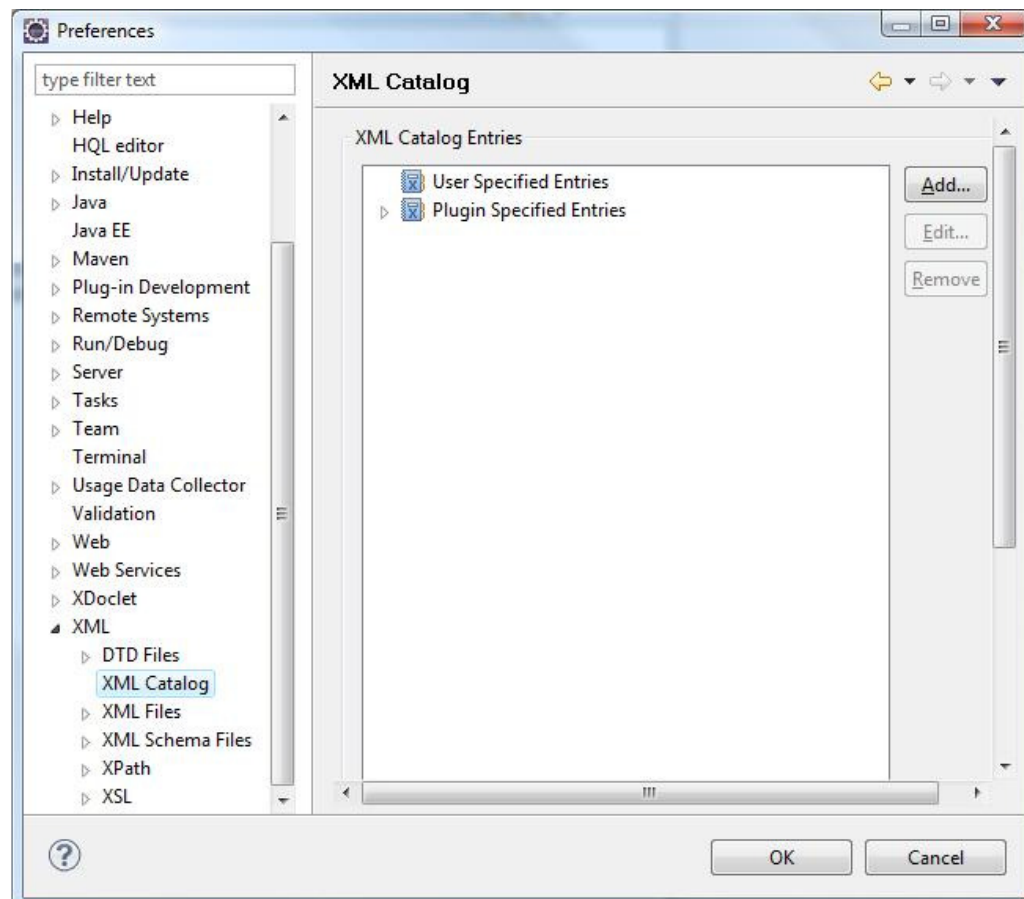 Preferences
type filter text
Help
HQL editor
Install/Update
Java
Java EE
Maven
Plug-in Development
Remote Systems
Run/Debug
Server
Tasks
Team
Terminal
Usage Data Collector
Validation
Web
Web Services
XDoclet
XML
DTD Files
XML Catalog
XML Files
XML Schema Files
XPath
XSL
XML Catalog
XML Catalog Entries
User Specified Entries
Plugin Specified Entries
Add...
Edit...
Remove
OK
Cancel